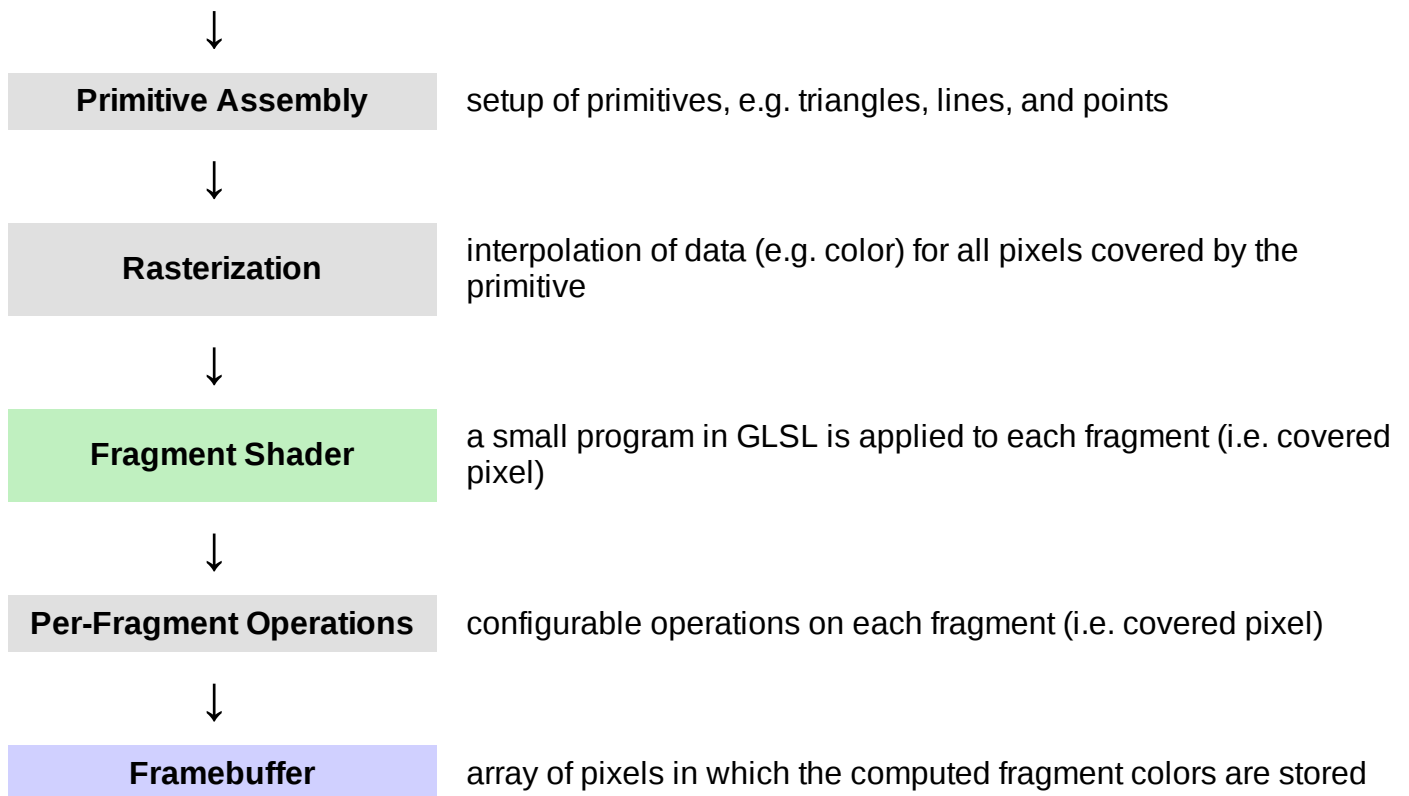 ↓
Primitive Assembly
setup of primitives, e.g. triangles, lines, and points
↓
Rasterization
interpolation of data (e.g. color) for all pixels covered by the
primitive
↓
Fragment Shader
a small program in GLSL is applied to each fragment (i.e. covered
pixel)
↓
Per-Fragment Operations
configurable operations on each fragment (i.e. covered pixel)
↓
Framebuffer
array of pixels in which the computed fragment colors are stored